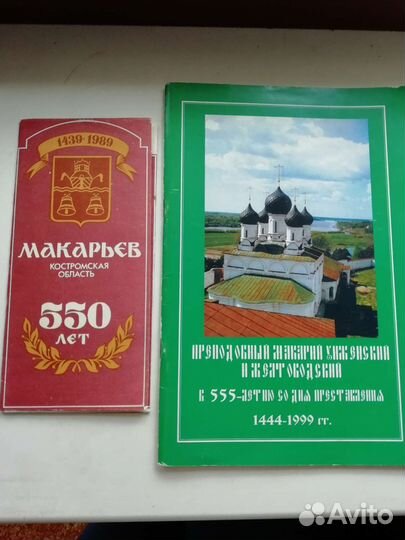 1439-1989
МАКАРЬЕВ
КОСТРОМСКАЯ
ОБЛАСТЬ
550
ЛЕТ
ПРЕПОДОБНЫЙ МАКАРИЙ УНЖЕНСКИЙ
И ЖЕЛТОВОДСКИЙ
К 555-ЛЕТИЮ СО ДНЯ ПРЕСТАВЛЕНИЯ
1444-1999 гг.
Avito